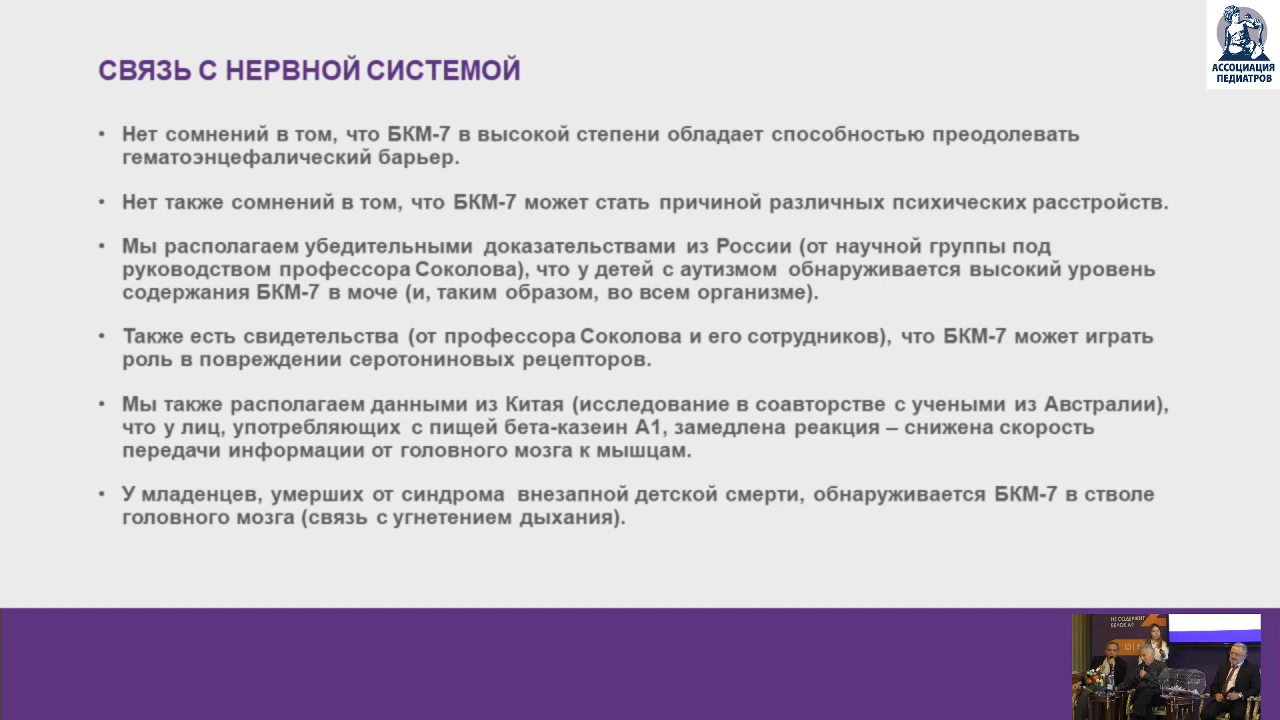 АССОЦИАЦИЯ
ПЕДИАТРОВ
СВЯЗЬ С НЕРВНОЙ СИСТЕМОЙ
• Нет сомнений в том, что БКМ-7 в высокой степени обладает способностью преодолевать
гематоэнцефалический барьер.
• Нет также сомнений в том, что БКМ-7 может стать причиной различных психических расстройств.
• Мы располагаем убедительными доказательствами из России (от научной группы под
руководством профессора Соколова), что у детей с аутизмом обнаруживается высокий уровень
содержания БКМ-7 в моче (и, таким образом, во всем организме).
• Также есть свидетельства (от профессора Соколова и его сотрудников), что БКМ-7 может играть
роль в повреждении серотониновых рецепторов.
• Мы также располагаем данными из Китая (исследование в соавторстве с учеными из Австралии),
что у лиц, употребляющих с пищей бета-казеин А1, замедлена реакция – снижена скорость
передачи информации от головного мозга к мышцам.
• У младенцев, умерших от синдрома внезапной детской смерти, обнаруживается БКМ-7 в стволе
головного мозга (связь с угнетением дыхания).
НЕ СОДЕРЖИТ
БЕЛОК А1